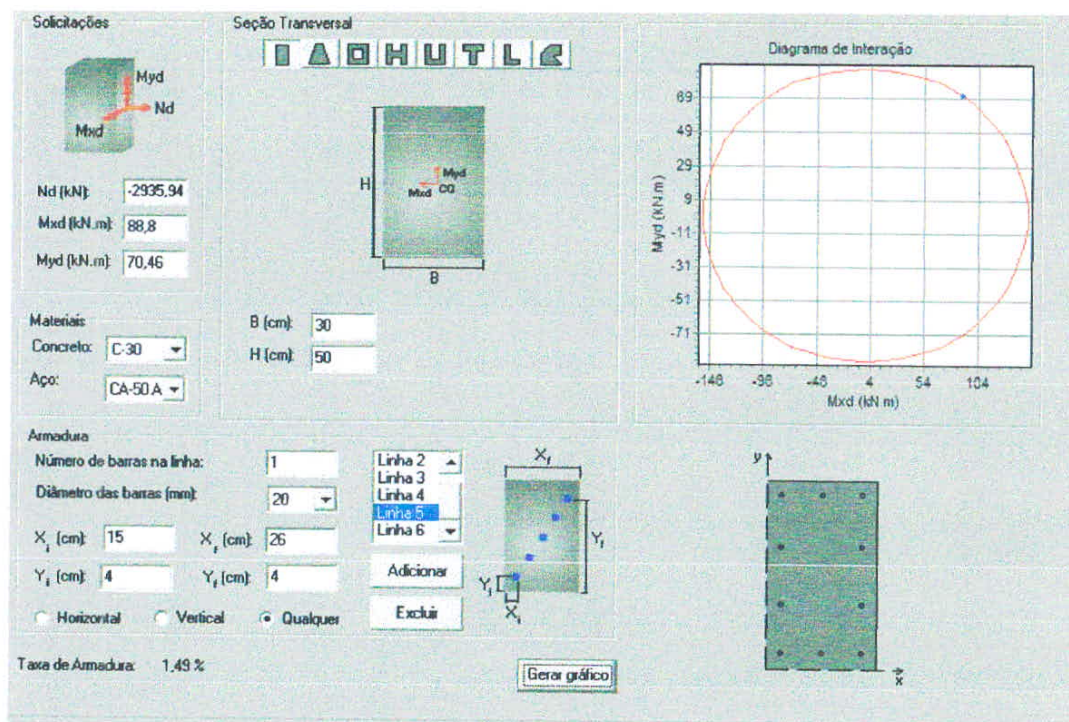 Solicitações
Myd
Nd
Mxd
Nd (kN):
-2935,94
Mxd (kN.m):
88,8
Myd (kN.m):
70,46
Materiais
Concreto:
C-30
Aço:
CA-50 A
Seção Transversal
H
Myd
Mxd CG
B
B (cm):
30
H (cm):
50
Diagrama de Interação
Myd (kN.m)
69
49
29
9
-11
-31
-51
-71
-146
-96
-46
4
54
104
Mxd (kN.m)
Armadura
Número de barras na linha:
1
Diâmetro das barras (mm):
20
Xi (cm):
15
Xf (cm):
26
Yi (cm):
4
Yf (cm):
4
Horizontal
Vertical
Qualquer
Linha 2
Linha 3
Linha 4
Linha 5
Linha 6
Adicionar
Excluir
Xf
Yf
Yi
Xi
y
x
Taxa de Armadura:
1,49 %
Gerar gráfico